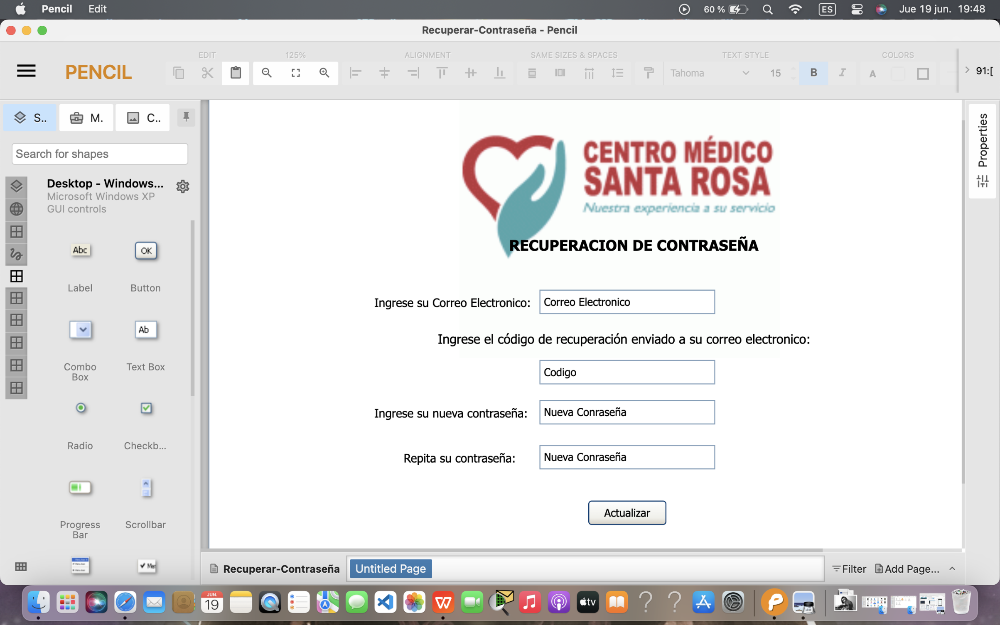 Pencil Edit 60 % ES Jue 19 jun. 19:48
Recuperar-Contraseña - Pencil
EDIT 125% ALIGNMENT SAME SIZES & SPACES TEXT STYLE COLORS
PENCIL Tahoma 15 B I A 91:[
S.. M. C..
Properties
Search for shapes
Desktop - Windows...
Microsoft Windows XP
GUI controls
Abc OK
Label Button
Ab
Combo
Box
Text Box
Radio Checkb...
Progress
Bar
Scrollbar
CENTRO MÉDICO
SANTA ROSA
Nuestra experiencia a su servicio
RECUPERACION DE CONTRASEÑA
Ingrese su Correo Electronico: Correo Electronico
Ingrese el código de recuperación enviado a su correo electronico:
Codigo
Ingrese su nueva contraseña: Nueva Conraseña
Repita su contraseña: Nueva Conraseña
Actualizar
Recuperar-Contraseña Untitled Page Filter Add Page...
JUN.
19
tv